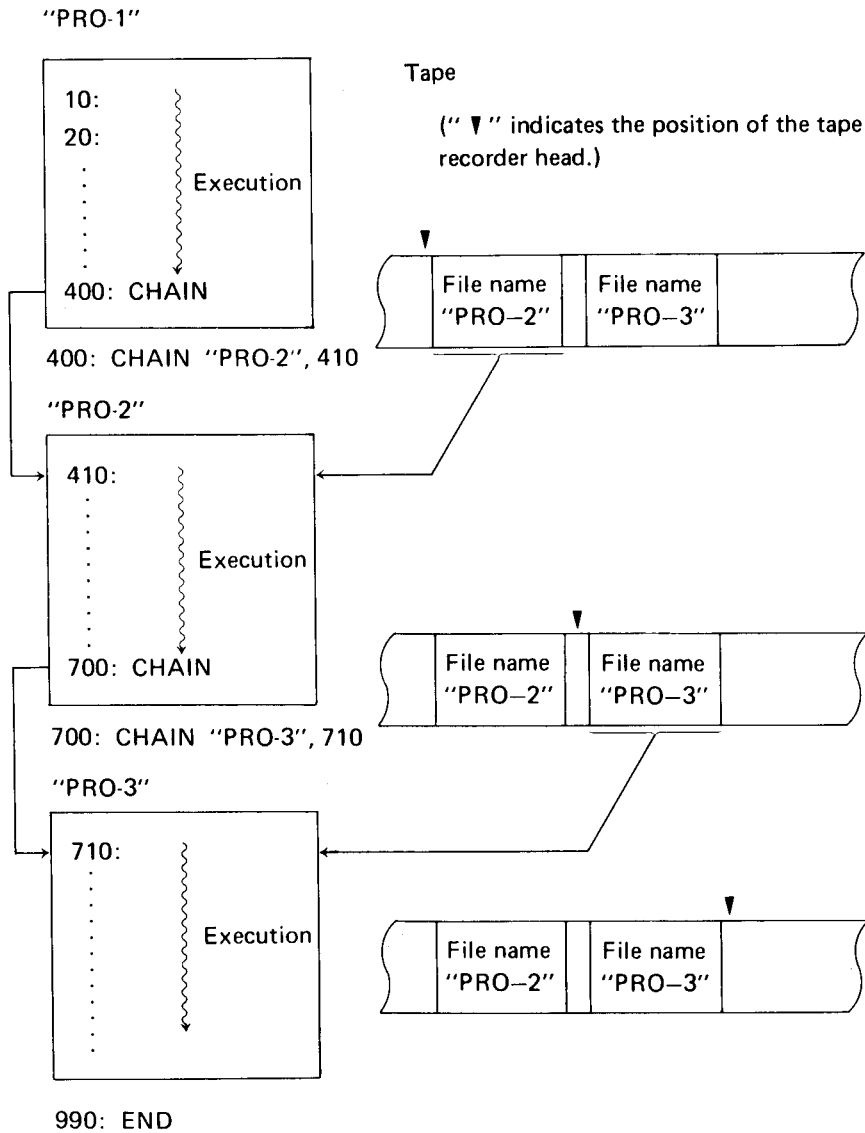 "PRO-1"
10:
20:
Execution
400: CHAIN
400: CHAIN "PRO-2", 410
Tape
("▼" indicates the position of the tape
recorder head.)
File name
"PRO–2"
File name
"PRO–3"
"PRO-2"
410:
Execution
700: CHAIN
700: CHAIN "PRO-3", 710
File name
"PRO–2"
File name
"PRO–3"
"PRO-3"
710:
Execution
990: END
File name
"PRO–2"
File name
"PRO–3"